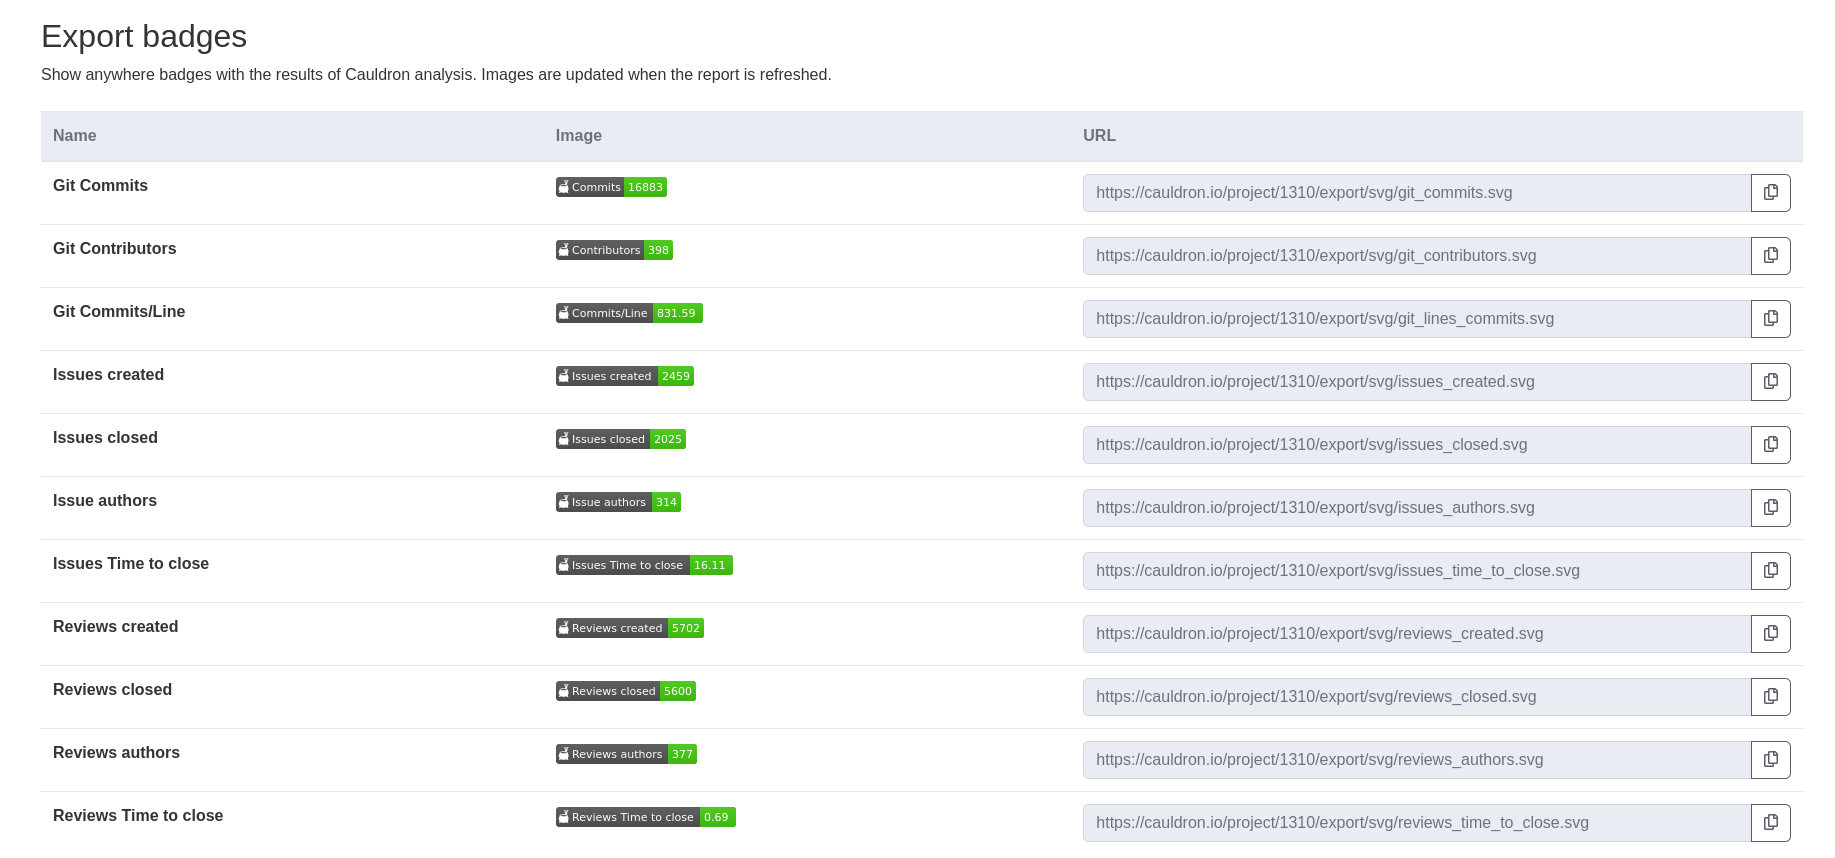 Export badges
Show anywhere badges with the results of Cauldron analysis. Images are updated when the report is refreshed.
Name Image URL
Git Commits Commits 16883 https://cauldron.io/project/1310/export/svg/git_commits.svg
Git Contributors Contributors 398 https://cauldron.io/project/1310/export/svg/git_contributors.svg
Git Commits/Line Commits/Line 831.59 https://cauldron.io/project/1310/export/svg/git_lines_commits.svg
Issues created Issues created 2459 https://cauldron.io/project/1310/export/svg/issues_created.svg
Issues closed Issues closed 2025 https://cauldron.io/project/1310/export/svg/issues_closed.svg
Issue authors Issue authors 314 https://cauldron.io/project/1310/export/svg/issues_authors.svg
Issues Time to close Issues Time to close 16.11 https://cauldron.io/project/1310/export/svg/issues_time_to_close.svg
Reviews created Reviews created 5702 https://cauldron.io/project/1310/export/svg/reviews_created.svg
Reviews closed Reviews closed 5600 https://cauldron.io/project/1310/export/svg/reviews_closed.svg
Reviews authors Reviews authors 377 https://cauldron.io/project/1310/export/svg/reviews_authors.svg
Reviews Time to close Reviews Time to close 0.69 https://cauldron.io/project/1310/export/svg/reviews_time_to_close.svg